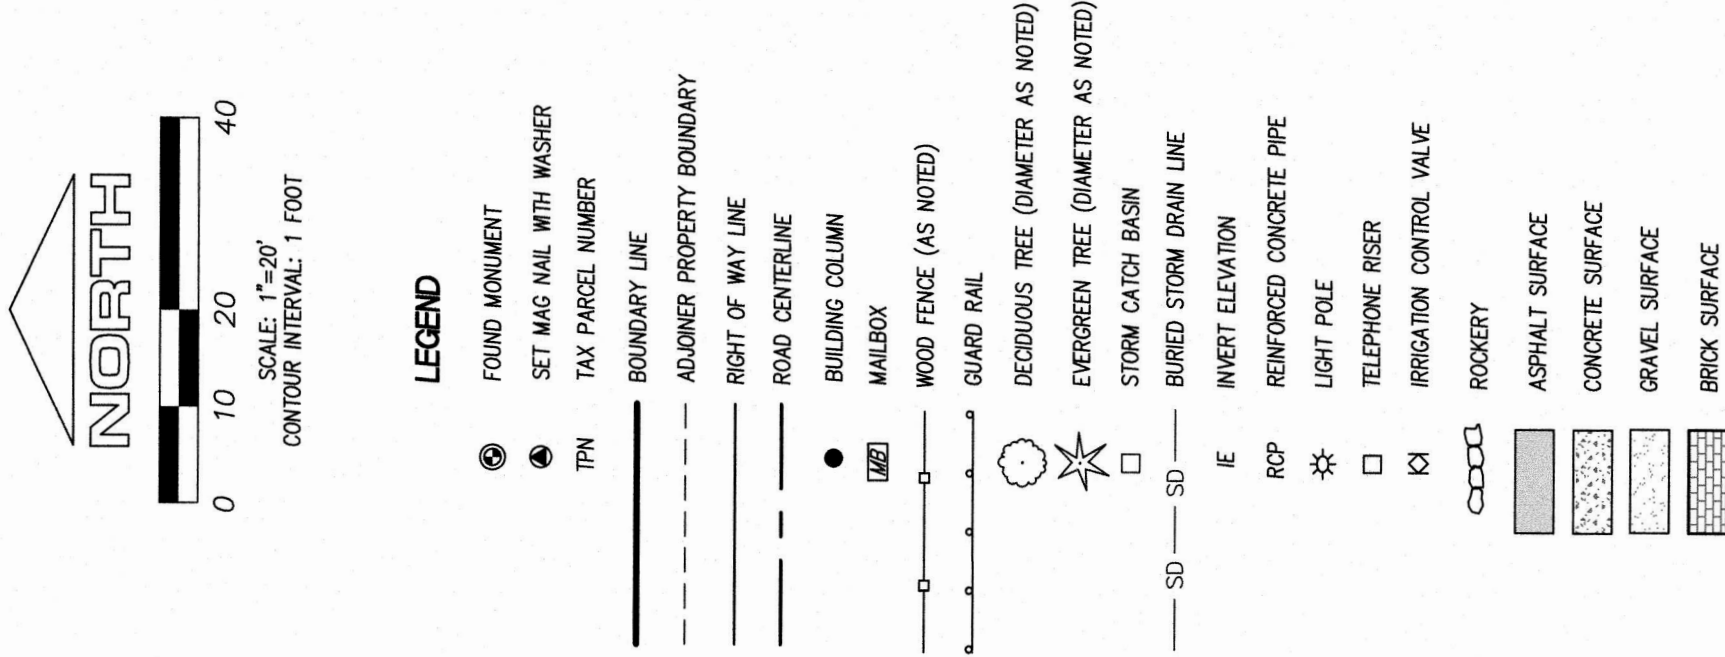 NORTH
0 10 20 40
SCALE: 1"=20'
CONTOUR INTERVAL: 1 FOOT
LEGEND
FOUND MONUMENT
SET MAG NAIL WITH WASHER
TPN TAX PARCEL NUMBER
BOUNDARY LINE
ADJOINER PROPERTY BOUNDARY
RIGHT OF WAY LINE
ROAD CENTERLINE
BUILDING COLUMN
MB MAILBOX
WOOD FENCE (AS NOTED)
GUARD RAIL
DECIDUOUS TREE (DIAMETER AS NOTED)
EVERGREEN TREE (DIAMETER AS NOTED)
STORM CATCH BASIN
SD SD BURIED STORM DRAIN LINE
IE INVERT ELEVATION
RCP REINFORCED CONCRETE PIPE
LIGHT POLE
TELEPHONE RISER
IRRIGATION CONTROL VALVE
ROCKERY
ASPHALT SURFACE
CONCRETE SURFACE
GRAVEL SURFACE
BRICK SURFACE